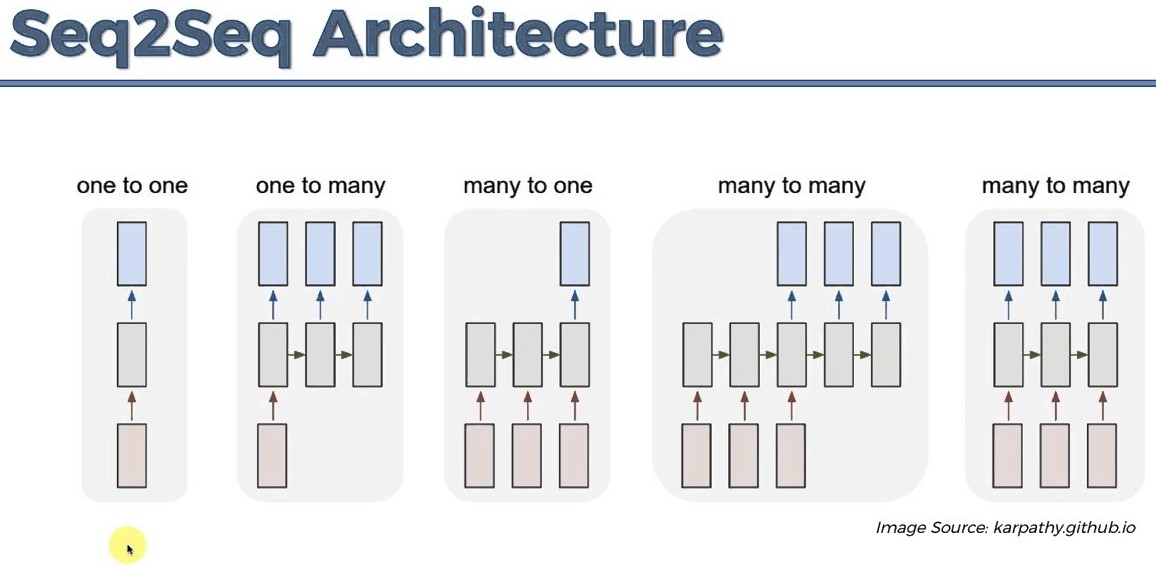 Seq2Seq Architecture
one to one
one to many
many to one
many to many
many to many
Image Source: karpathy.github.io